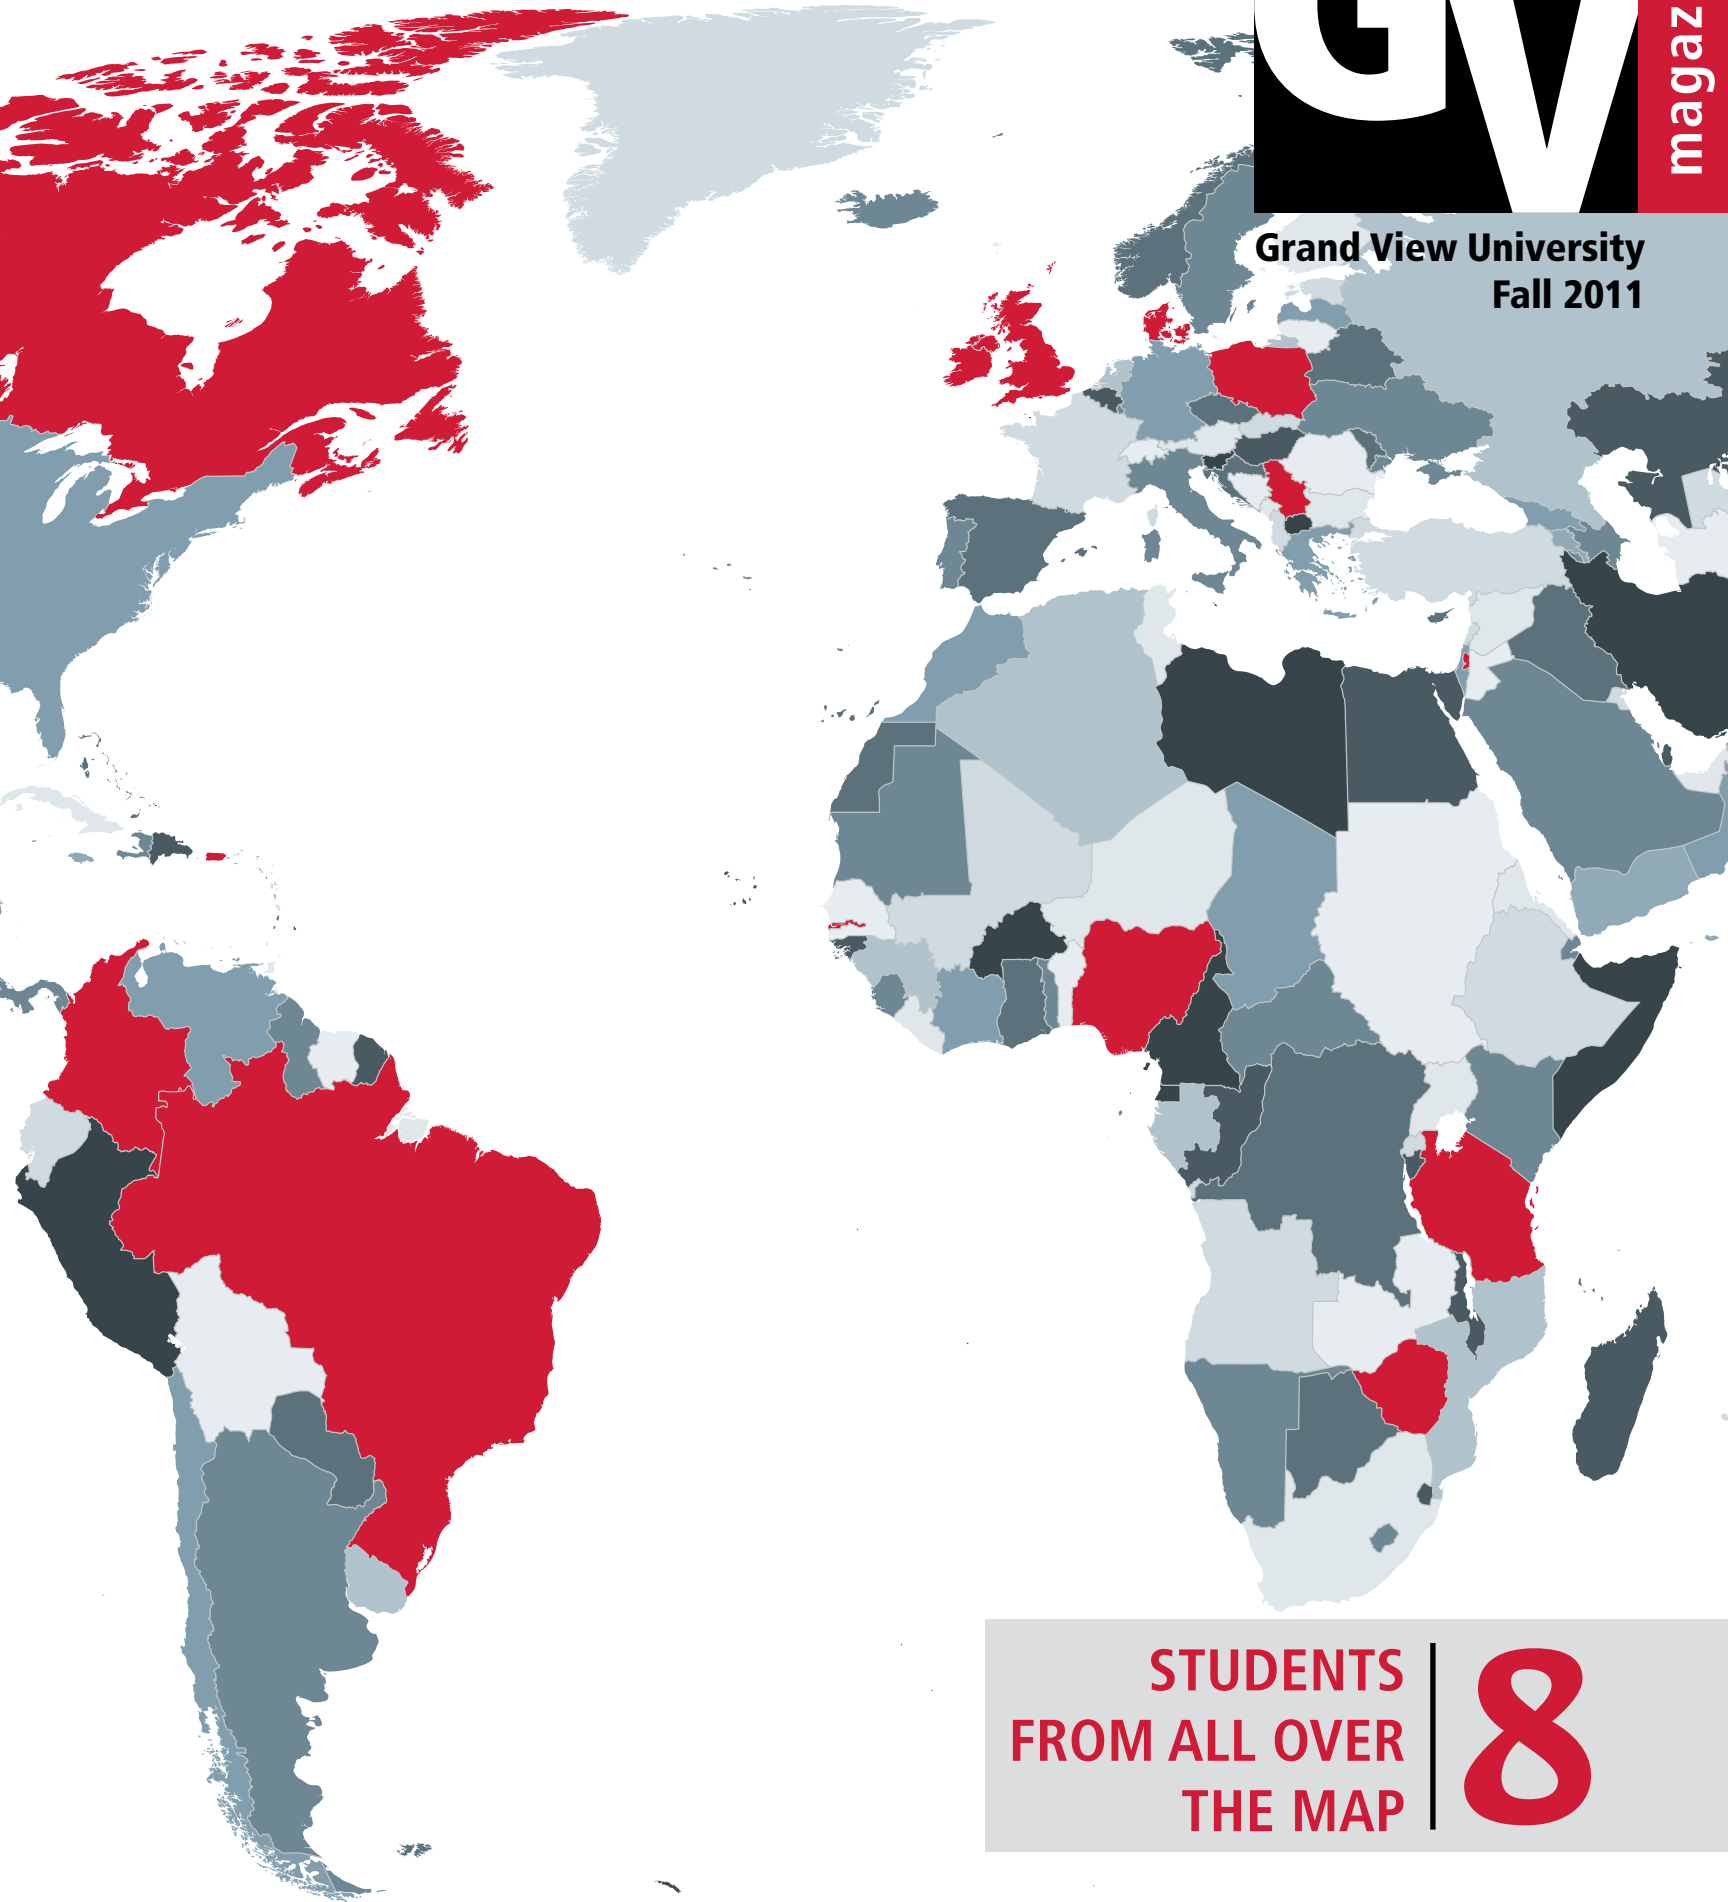 GV
magaz
Grand View University
Fall 2011
STUDENTS
FROM ALL OVER
THE MAP
8